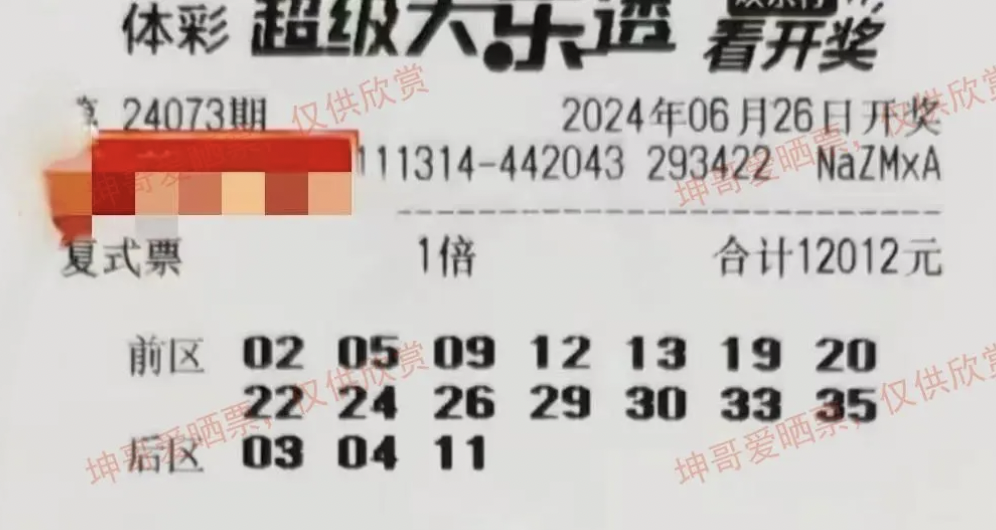 体彩 超级大乐透
看开奖
24073期 2024年06月26日开奖
111314-442043 293422 NaZMxA
复式票 1倍 合计12012元
前区 02 05 09 12 13 19 20
22 24 26 29 30 33 35
后区 03 04 11
坤哥爱晒票,仅供欣赏
坤哥爱晒票,仅供欣赏
坤哥爱晒票,仅供欣赏
坤哥爱晒票,仅供欣赏